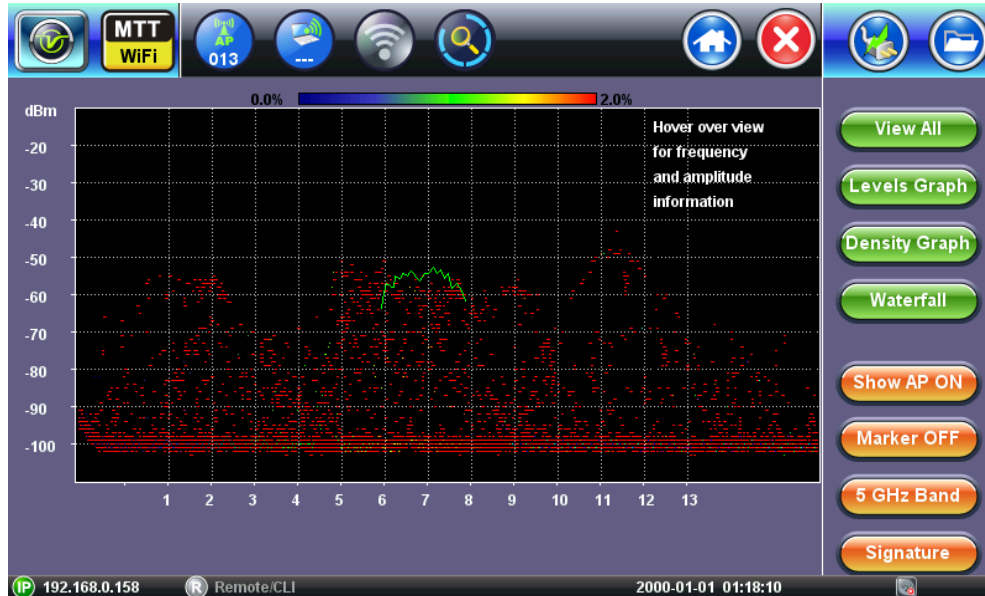 MTT
WiFi
AP
013
---
0.0%
2.0%
dBm
-20
-30
-40
-50
-60
-70
-80
-90
-100
Hover over view
for frequency
and amplitude
information
1 2 3 4 5 6 7 8 9 10 11 12 13
View All
Levels Graph
Density Graph
Waterfall
Show AP ON
Marker OFF
5 GHz Band
Signature
IP 192.168.0.158
R Remote/CLI
2000-01-01 01:18:10